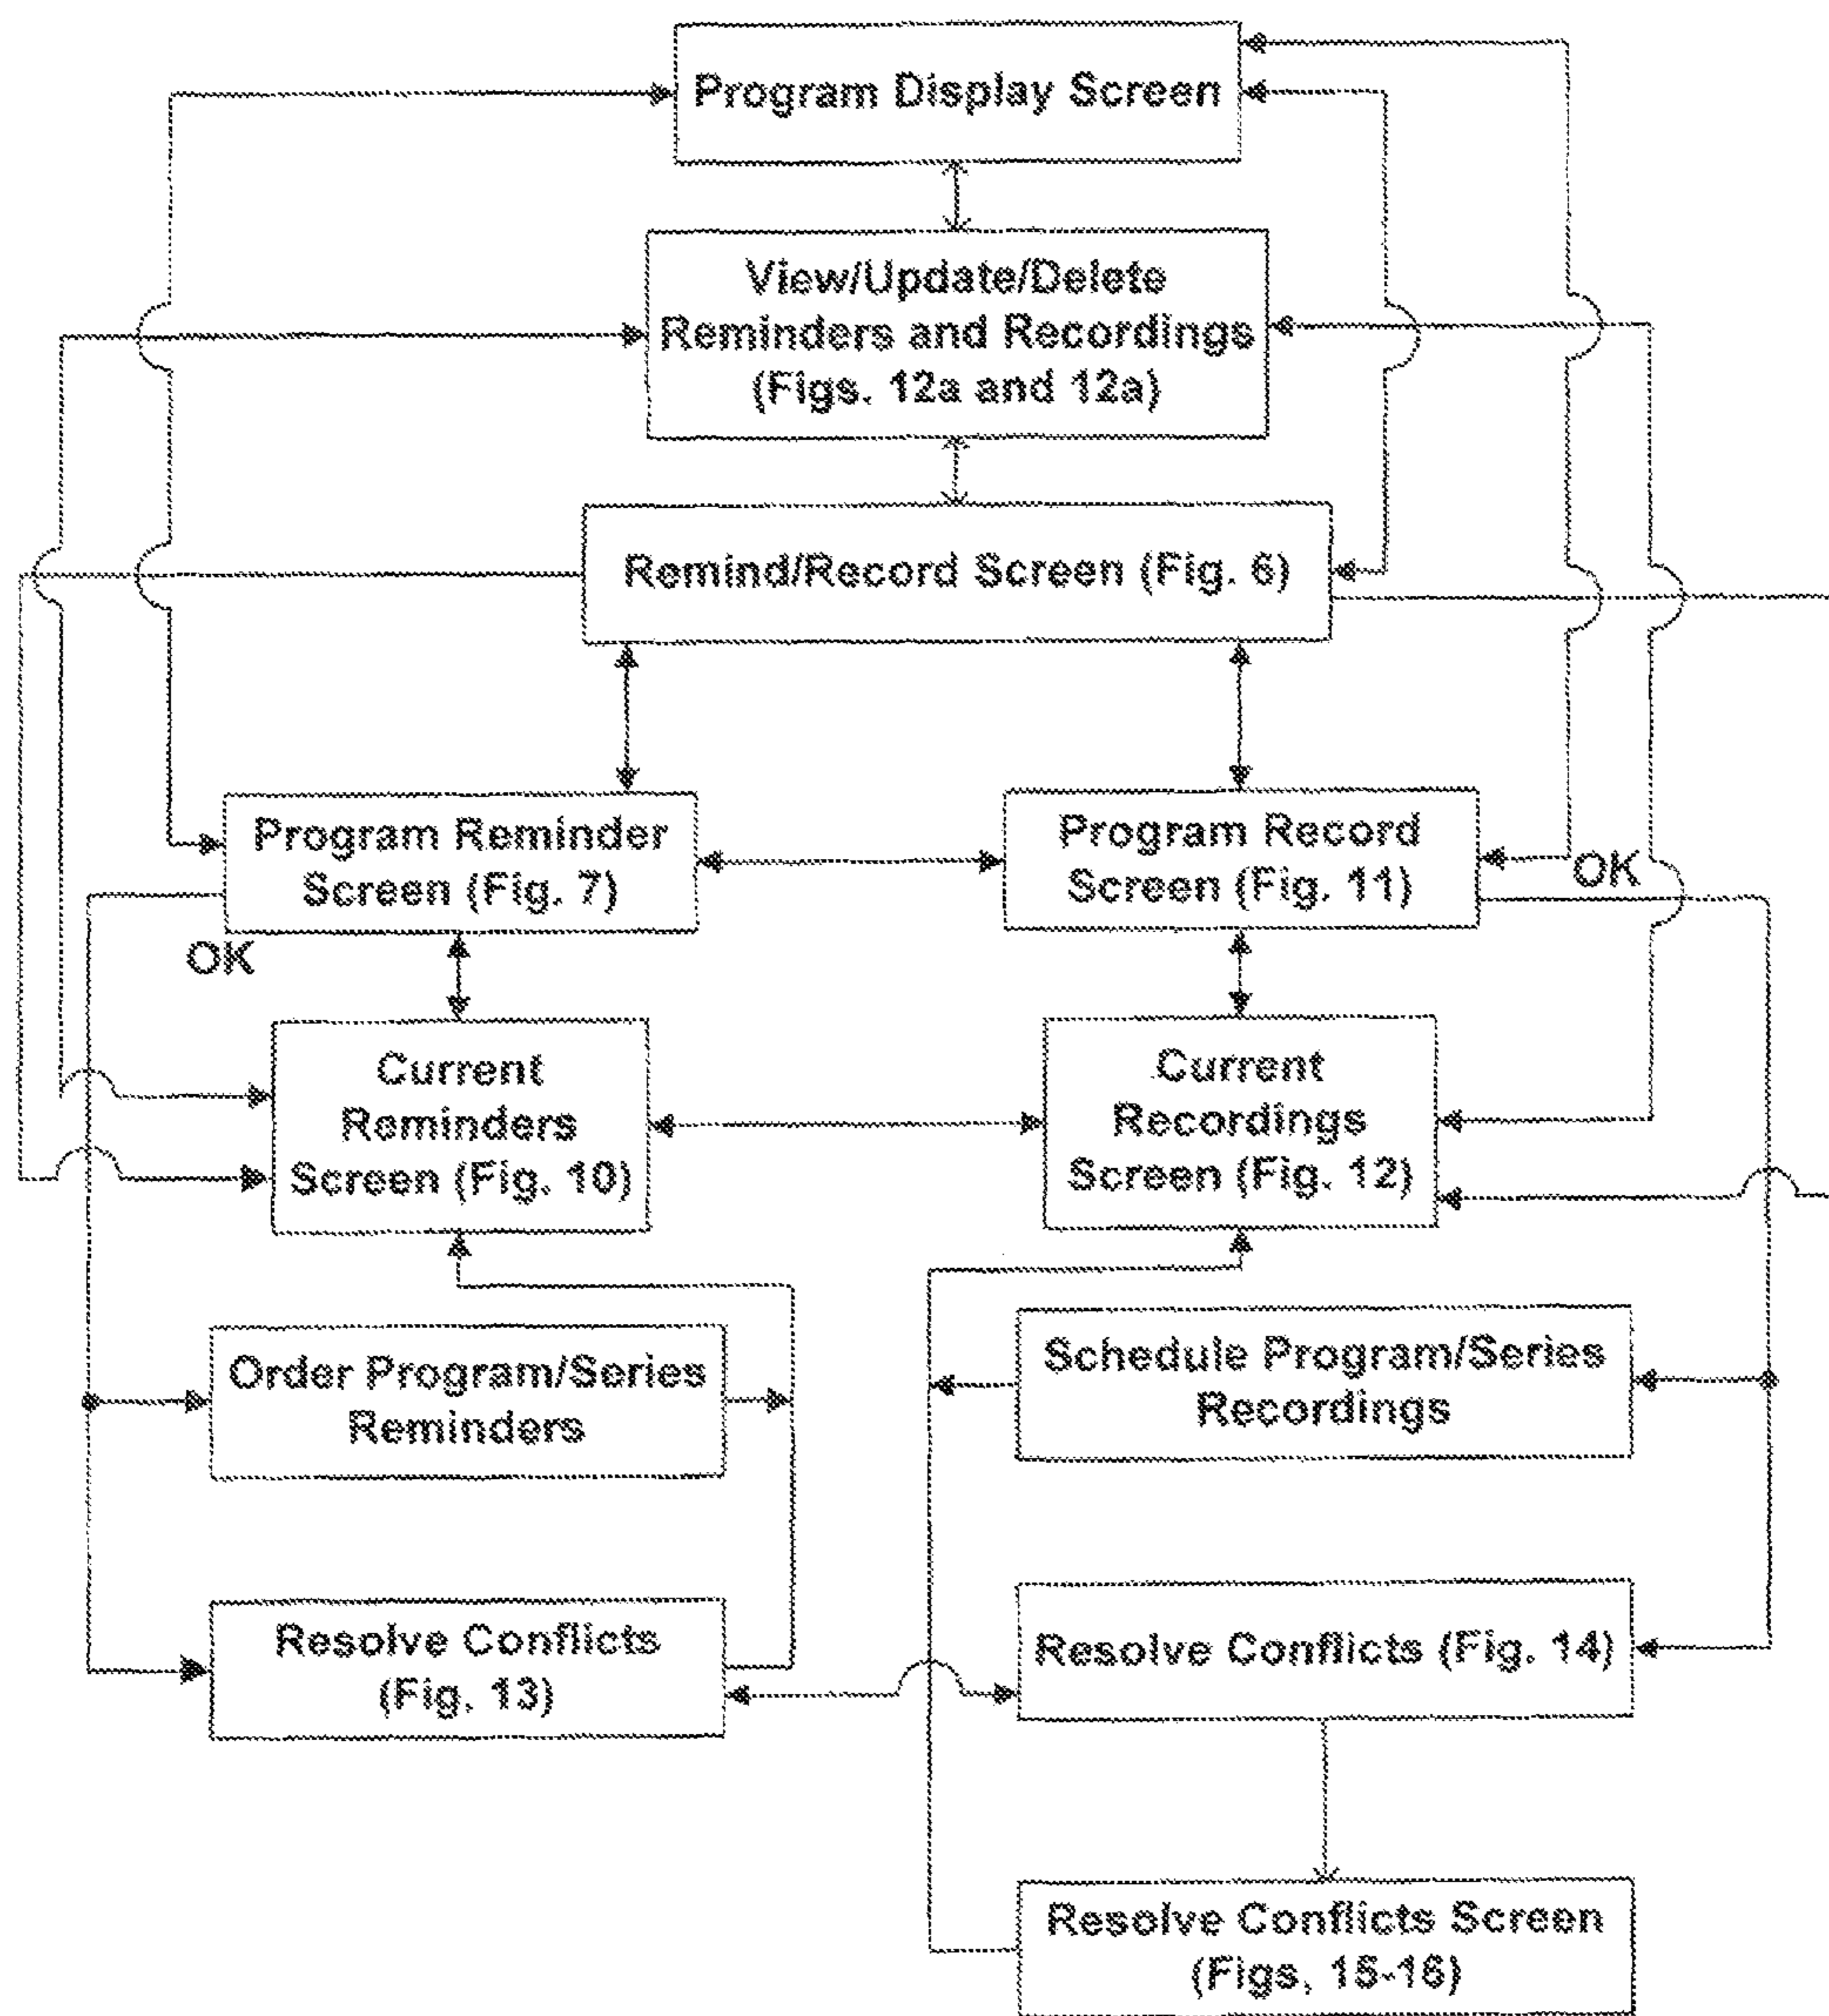 Program Display Screen
View/Update/Delete
Reminders and Recordings
(Figs. 12a and 12a)
Remind/Record Screen (Fig. 6)
Program Reminder
Screen (Fig. 7)
Program Record
Screen (Fig. 11)
OK
OK
Current
Reminders
Screen (Fig. 10)
Current
Recordings
Screen (Fig. 12)
Order Program/Series
Reminders
Schedule Program/Series
Recordings
Resolve Conflicts
(Fig. 13)
Resolve Conflicts (Fig. 14)
Resolve Conflicts Screen
(Figs, 15-16)